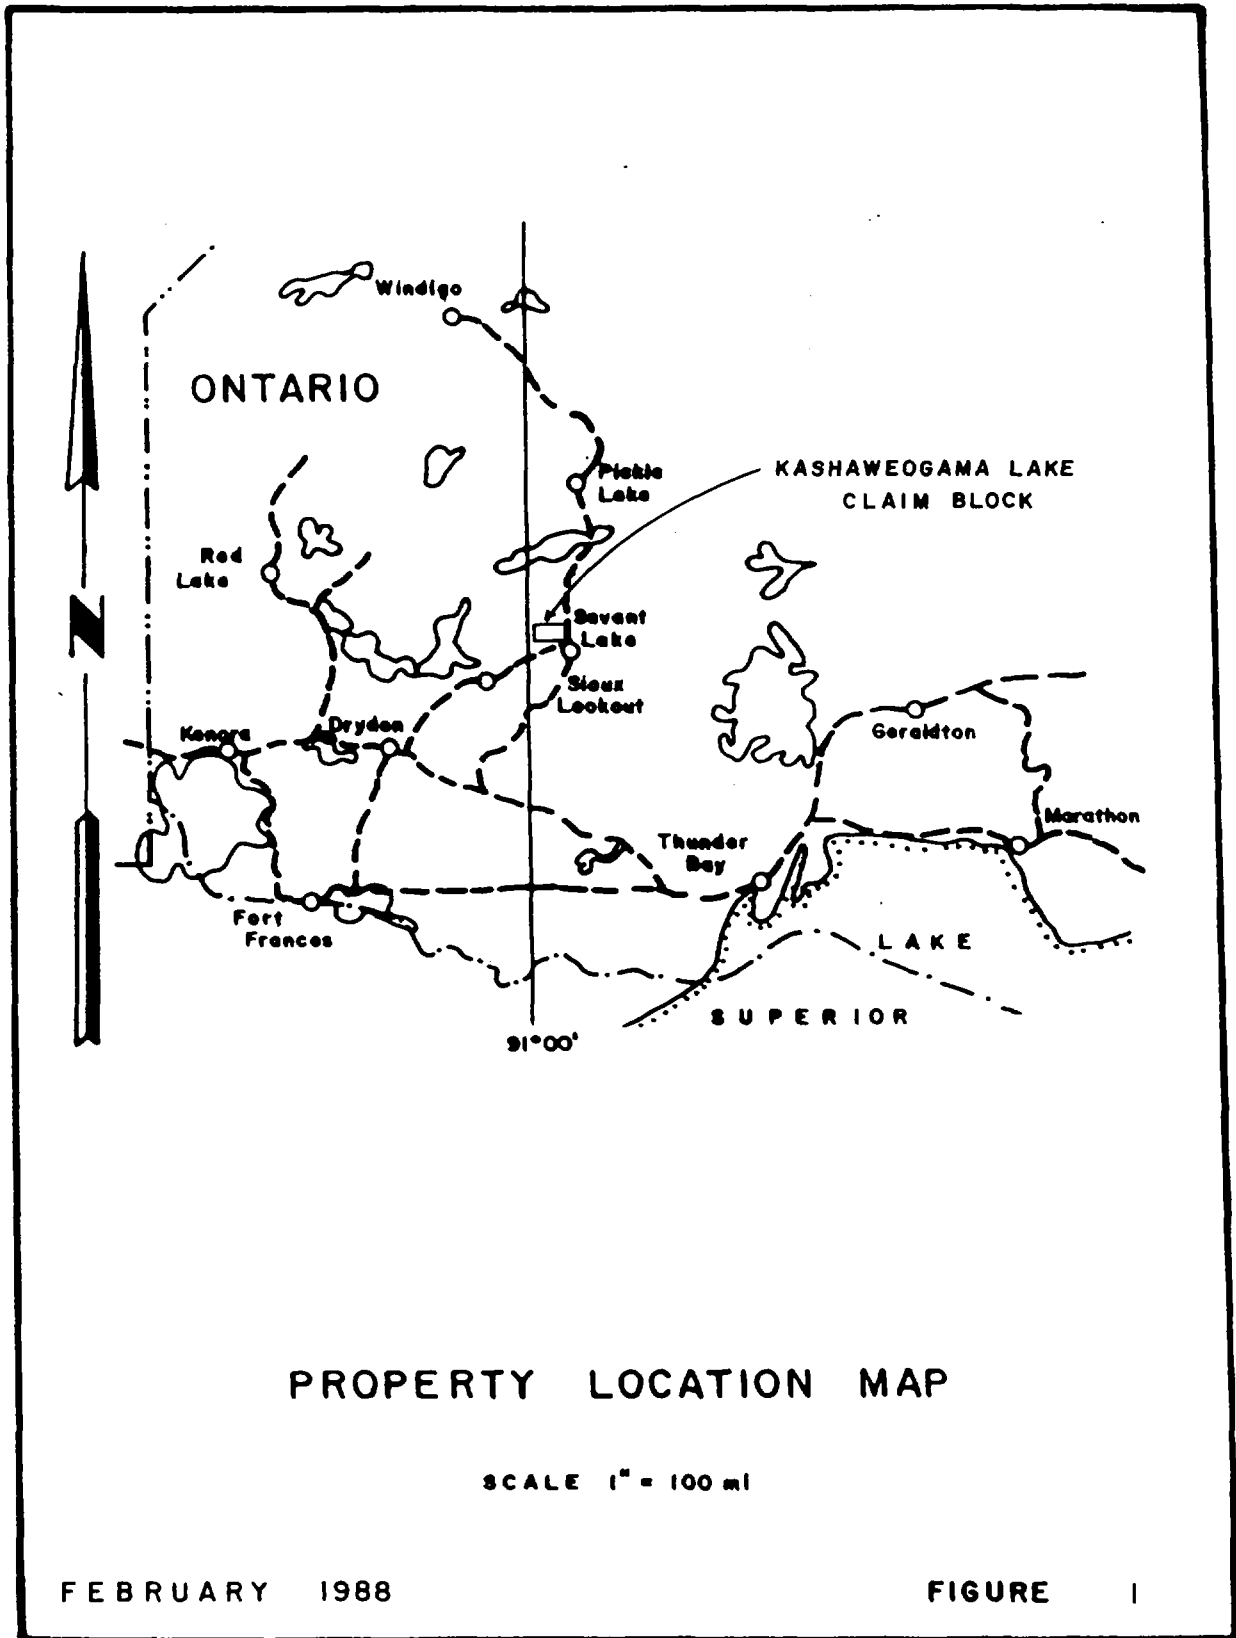 Windigo
ONTARIO
Pickle
Lake
KASHAWEOGAMA LAKE
CLAIM BLOCK
Red
Lake
N
Savant
Lake
Sioux
Lookout
Kenora
Dryden
Geraldton
Marathon
Thunder
Bay
Fort
Frances
LAKE
SUPERIOR
91°00'
PROPERTY LOCATION MAP
SCALE 1" = 100 mi
FEBRUARY 1988
FIGURE 1